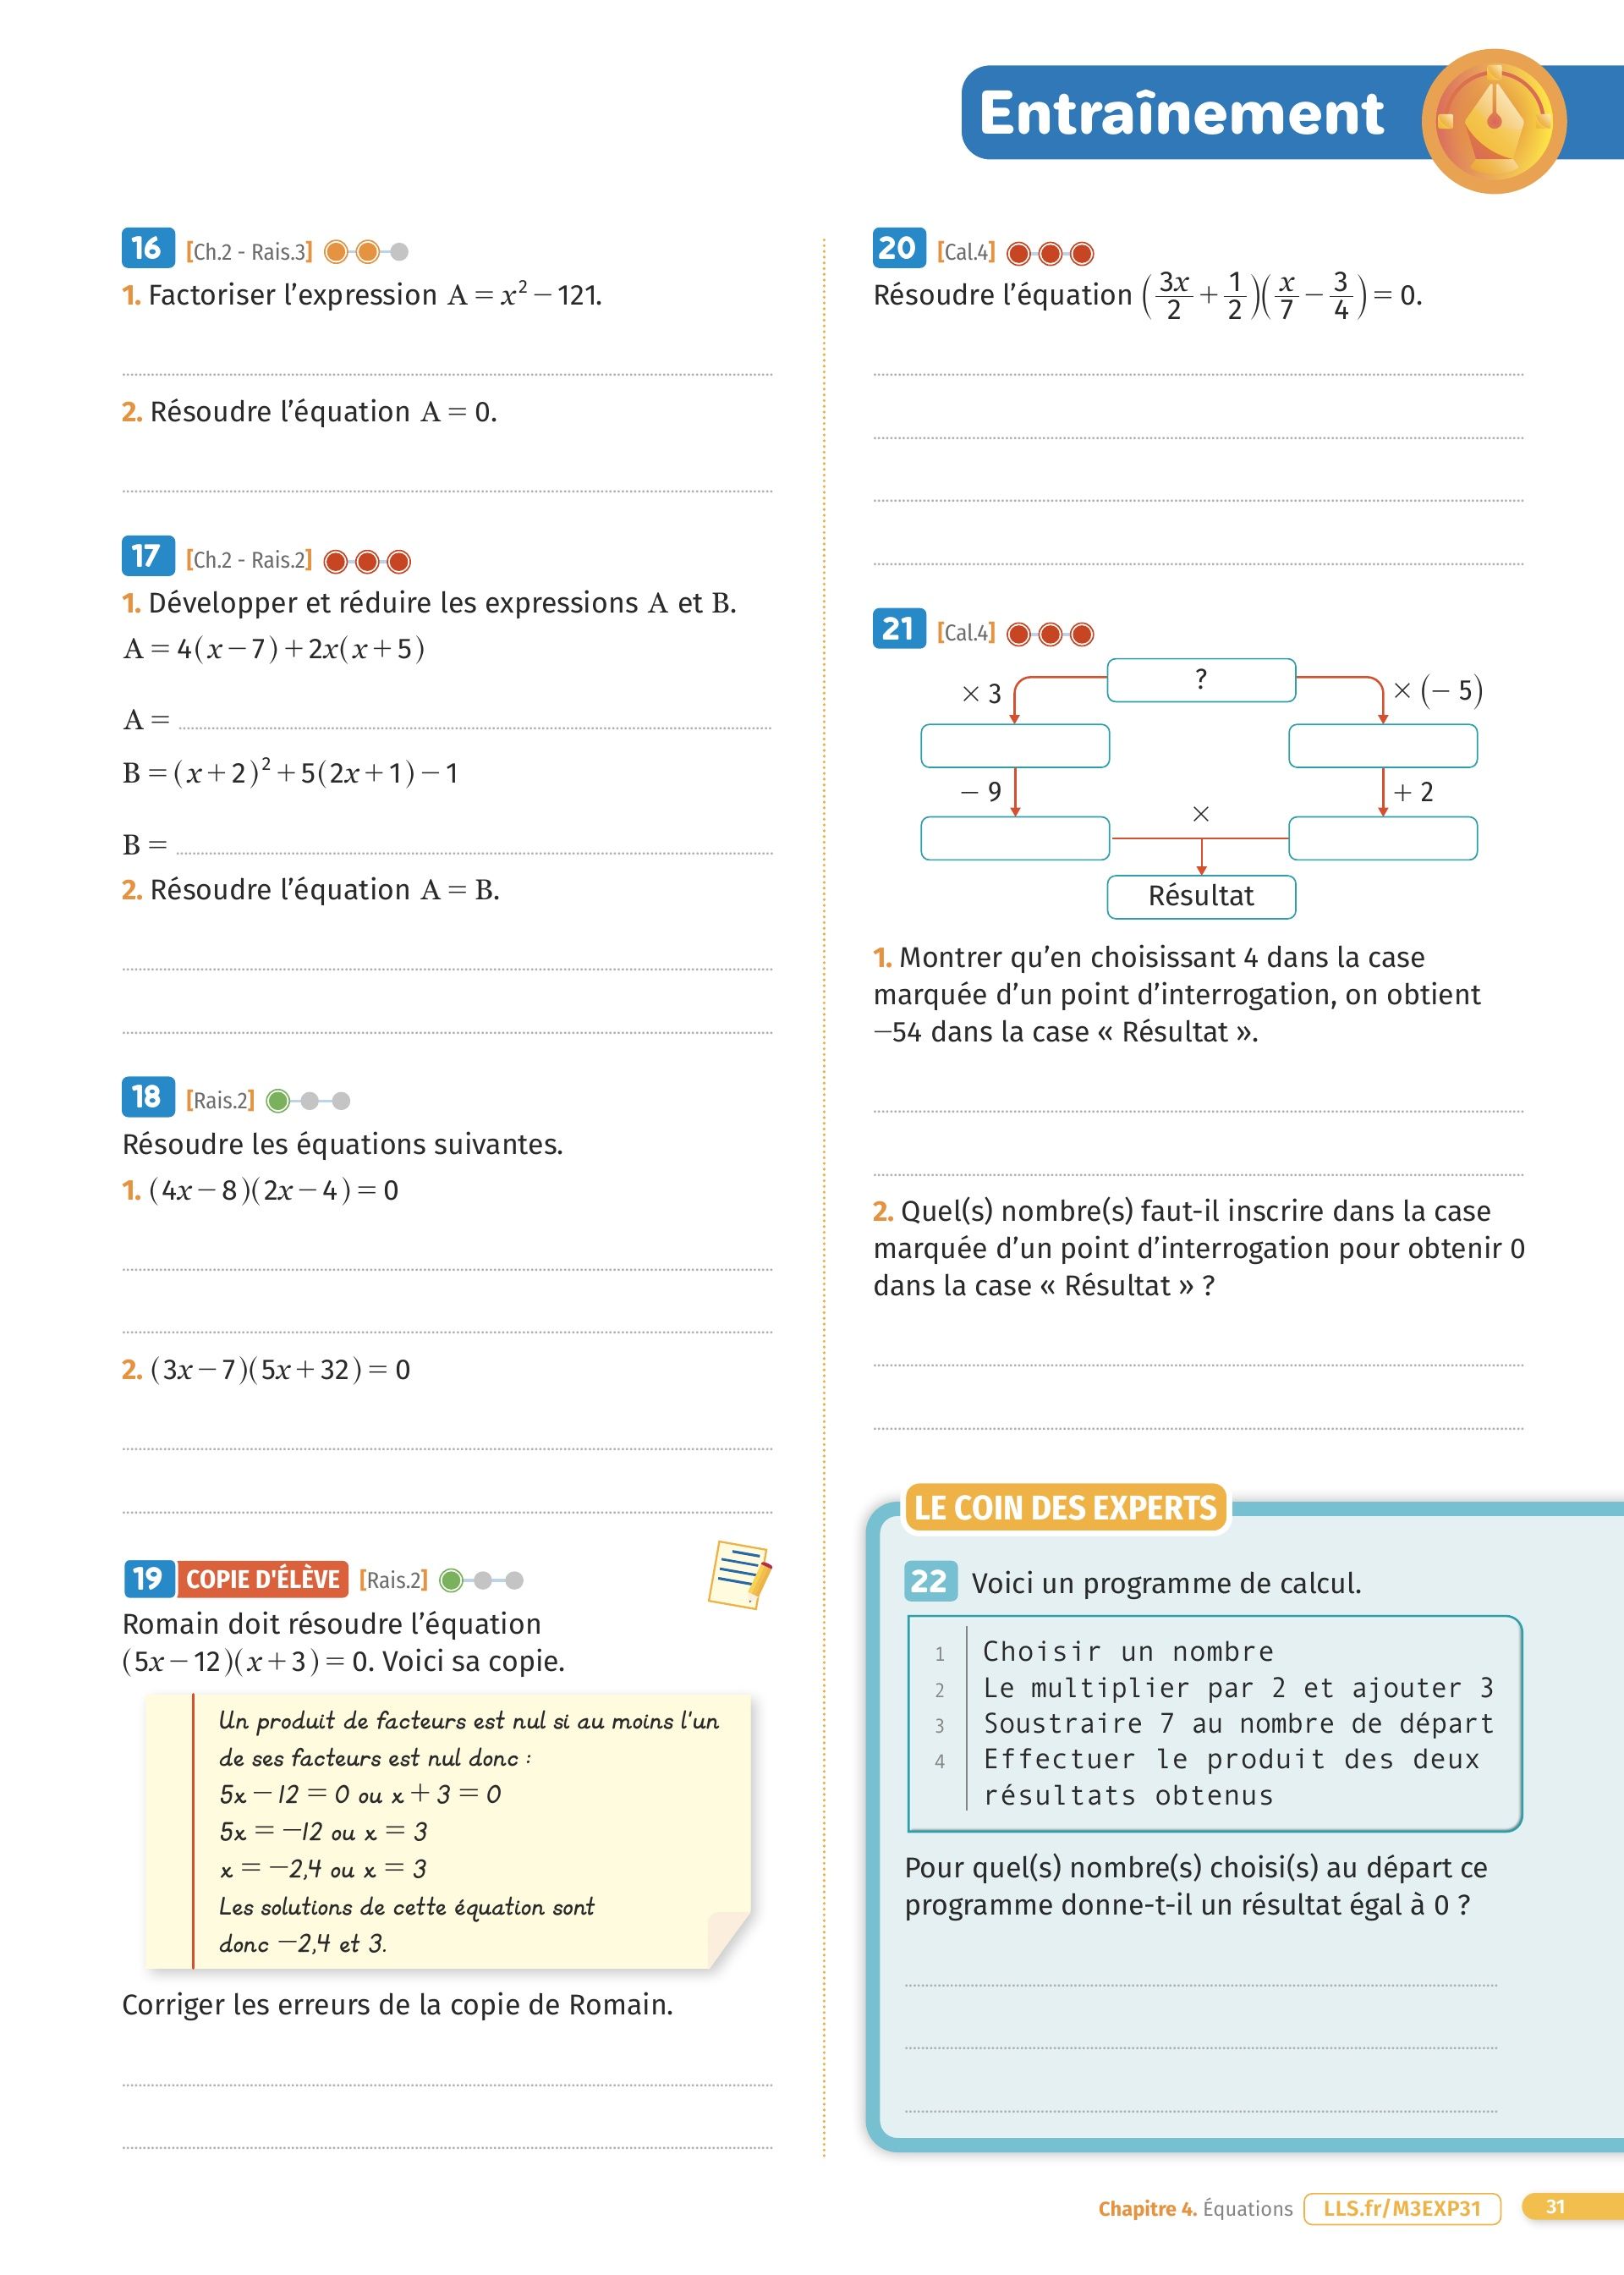 Entraînement
16 [Ch.2 - Rais.3]
1. Factoriser l’expression A = x² − 121.
2. Résoudre l’équation A = 0.
17 [Ch.2 - Rais.2]
1. Développer et réduire les expressions A et B.
A = 4(x − 7) + 2x(x + 5)
A =
B = (x + 2)² + 5(2x + 1) − 1
B =
2. Résoudre l’équation A = B.
18 [Rais.2]
Résoudre les équations suivantes.
1. (4x − 8)(2x − 4) = 0
2. (3x − 7)(5x + 32) = 0
19 COPIE D'ÉLÈVE [Rais.2]
Romain doit résoudre l’équation
(5x − 12)(x + 3) = 0. Voici sa copie.
Un produit de facteurs est nul si au moins l'un
de ses facteurs est nul donc :
5x − 12 = 0 ou x + 3 = 0
5x = −12 ou x = 3
x = −2,4 ou x = 3
Les solutions de cette équation sont
donc −2,4 et 3.
Corriger les erreurs de la copie de Romain.
20 [Cal.4]
Résoudre l’équation (3x/2 + 1/2)(x/7 − 3/4) = 0.
21 [Cal.4]
?
× 3
× (− 5)
− 9
+ 2
×
Résultat
1. Montrer qu’en choisissant 4 dans la case
marquée d’un point d’interrogation, on obtient
−54 dans la case « Résultat ».
2. Quel(s) nombre(s) faut-il inscrire dans la case
marquée d’un point d’interrogation pour obtenir 0
dans la case « Résultat » ?
LE COIN DES EXPERTS
22 Voici un programme de calcul.
1 Choisir un nombre
2 Le multiplier par 2 et ajouter 3
3 Soustraire 7 au nombre de départ
4 Effectuer le produit des deux
résultats obtenus
Pour quel(s) nombre(s) choisi(s) au départ ce
programme donne-t-il un résultat égal à 0 ?
Chapitre 4. Équations LLS.fr/M3EXP31 31